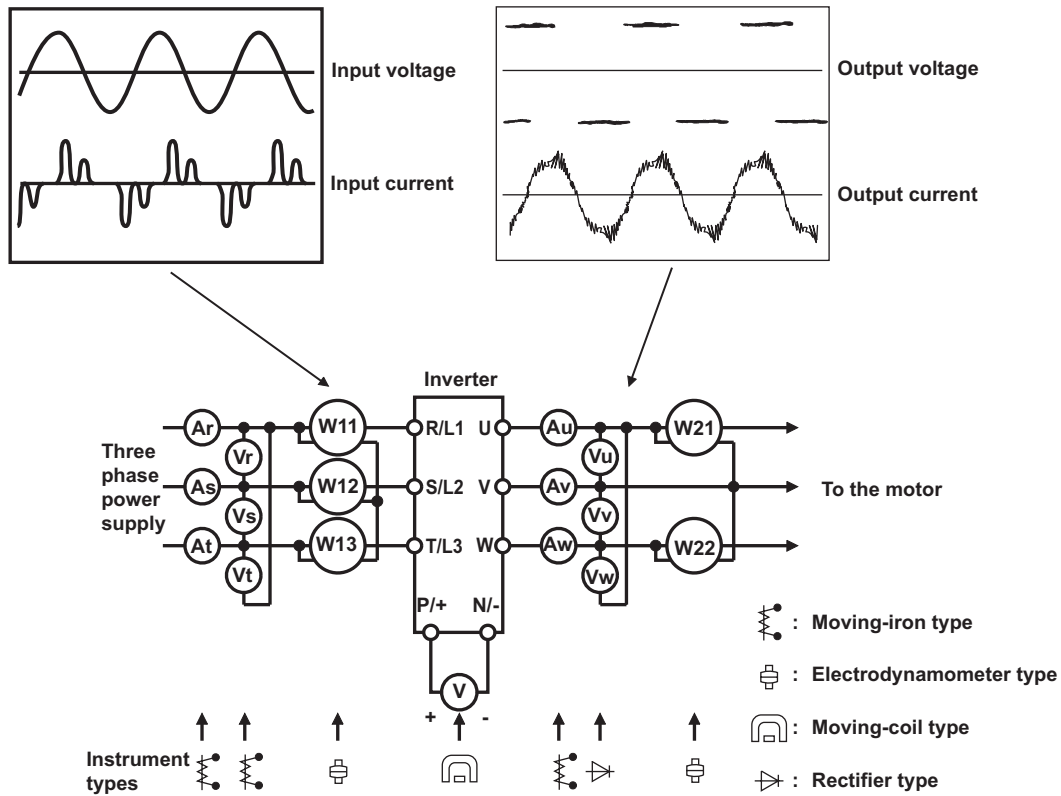 Input voltage
Input current
Output voltage
Output current
Inverter
Three
phase
power
supply
Ar
Vr
As
Vs
At
Vt
W11
W12
W13
R/L1
S/L2
T/L3
U
V
W
P/+
N/-
Au
Vu
Av
Vv
Aw
Vw
W21
W22
To the motor
V
+
-
Instrument
types
: Moving-iron type
: Electrodynamometer type
: Moving-coil type
: Rectifier type